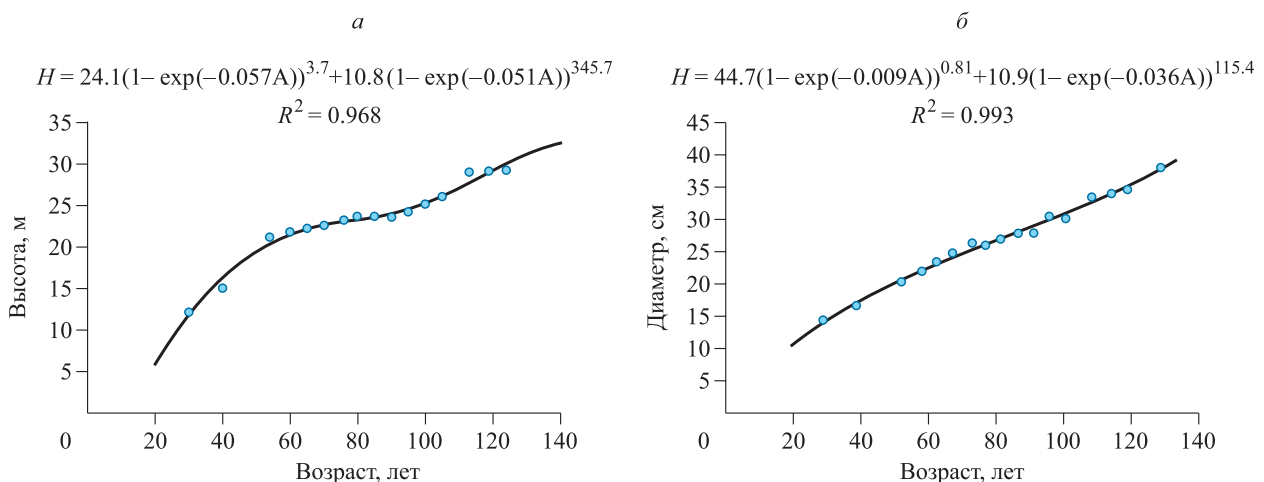 а
H = 24.1(1– exp(–0.057A))^3.7+10.8(1– exp(–0.051A))^345.7
R^2 = 0.968
Высота, м
35
30
25
20
15
10
5
0
20 40 60 80 100 120 140
Возраст, лет
б
H = 44.7(1– exp(–0.009A))^0.81+10.9(1– exp(–0.036A))^115.4
R^2 = 0.993
Диаметр, см
45
40
35
30
25
20
15
10
5
0
20 40 60 80 100 120 140
Возраст, лет